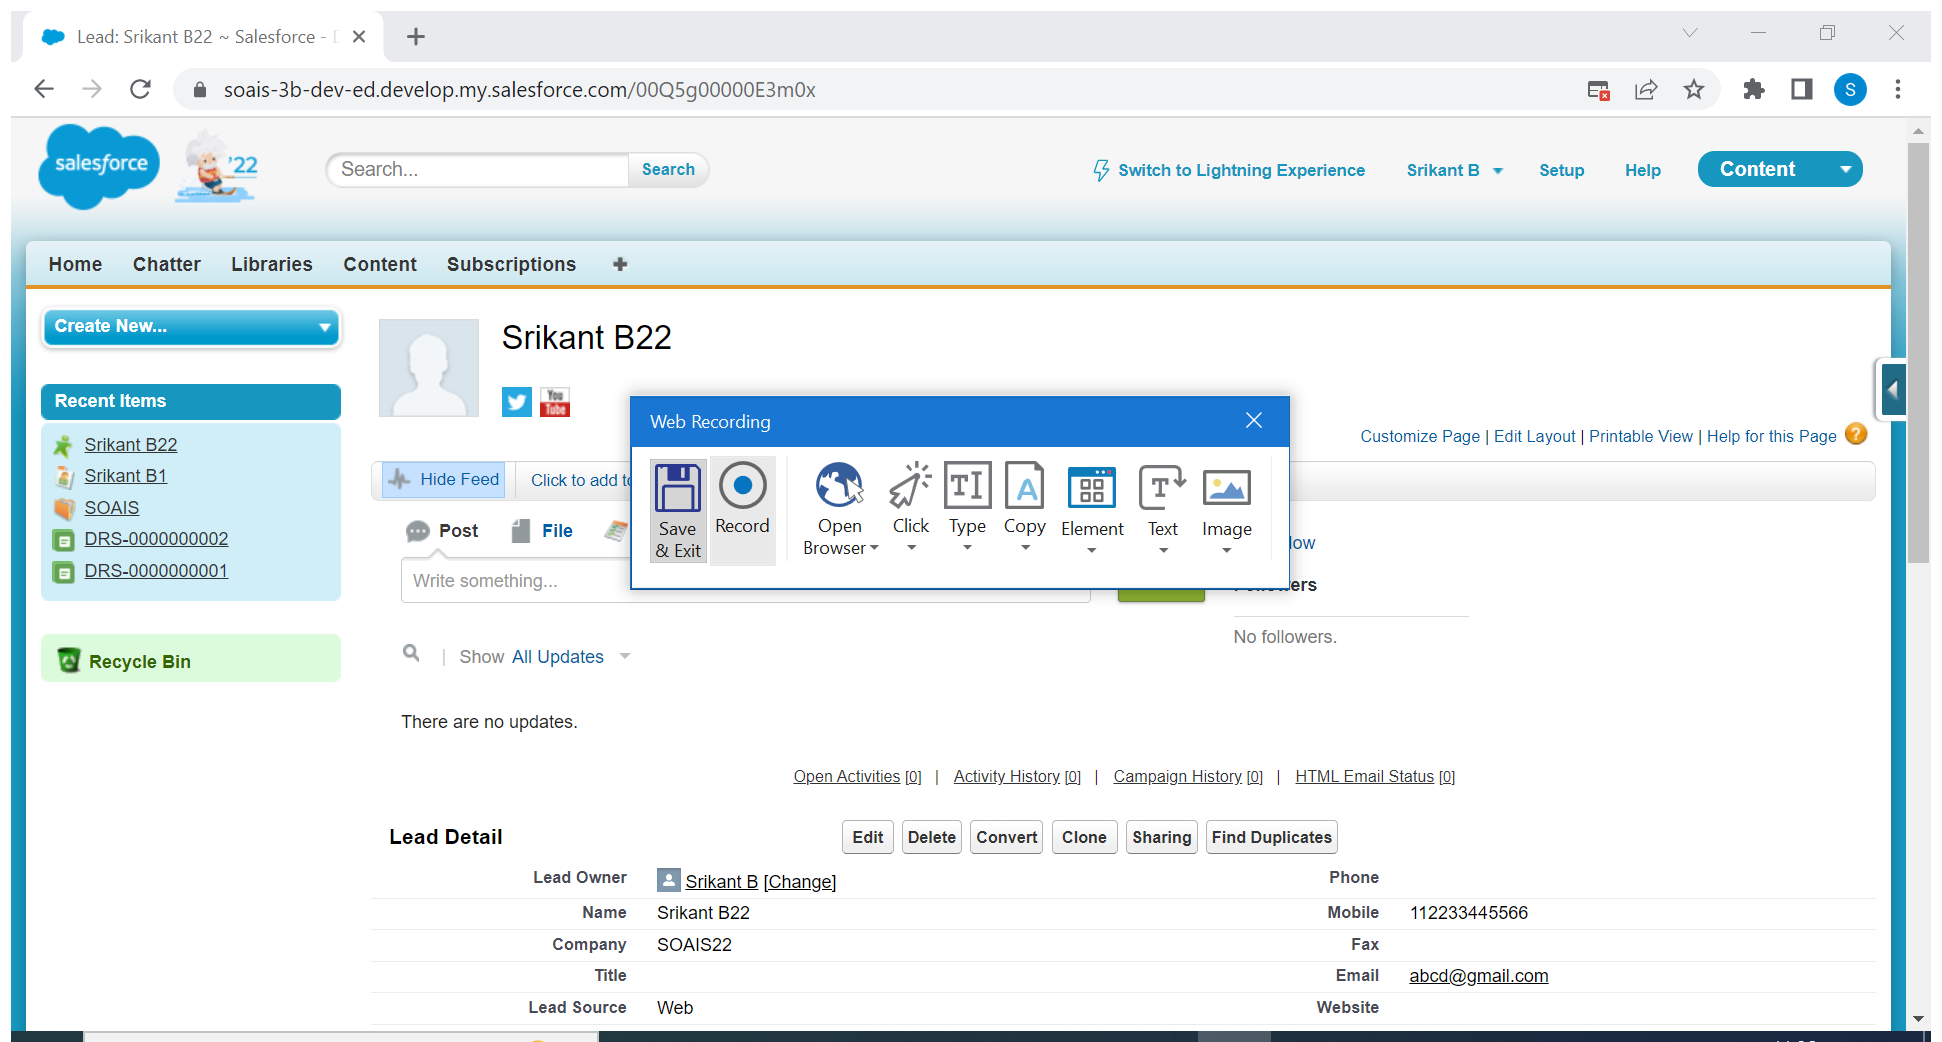 Lead: Srikant B22 ~ Salesforce -
soais-3b-dev-ed.develop.my.salesforce.com/00Q5g00000E3m0x
S
salesforce
'22
Search...
Search
Switch to Lightning Experience
Srikant B
Setup
Help
Content
Home
Chatter
Libraries
Content
Subscriptions
Create New...
Recent Items
Srikant B22
Srikant B1
SOAIS
DRS-0000000002
DRS-0000000001
Recycle Bin
Srikant B22
You
Tube
Customize Page | Edit Layout | Printable View | Help for this Page
?
Hide Feed
Click to add
Post
File
Write something...
Web Recording
Save
& Exit
Record
Open
Browser
Click
Type
Copy
Element
Text
Image
No followers.
Show All Updates
There are no updates.
Open Activities [0] | Activity History [0] | Campaign History [0] | HTML Email Status [0]
Lead Detail
Edit
Delete
Convert
Clone
Sharing
Find Duplicates
Lead Owner Srikant B [Change] Phone
Name Srikant B22 Mobile 112233445566
Company SOAIS22 Fax
Title Email abcd@gmail.com
Lead Source Web Website